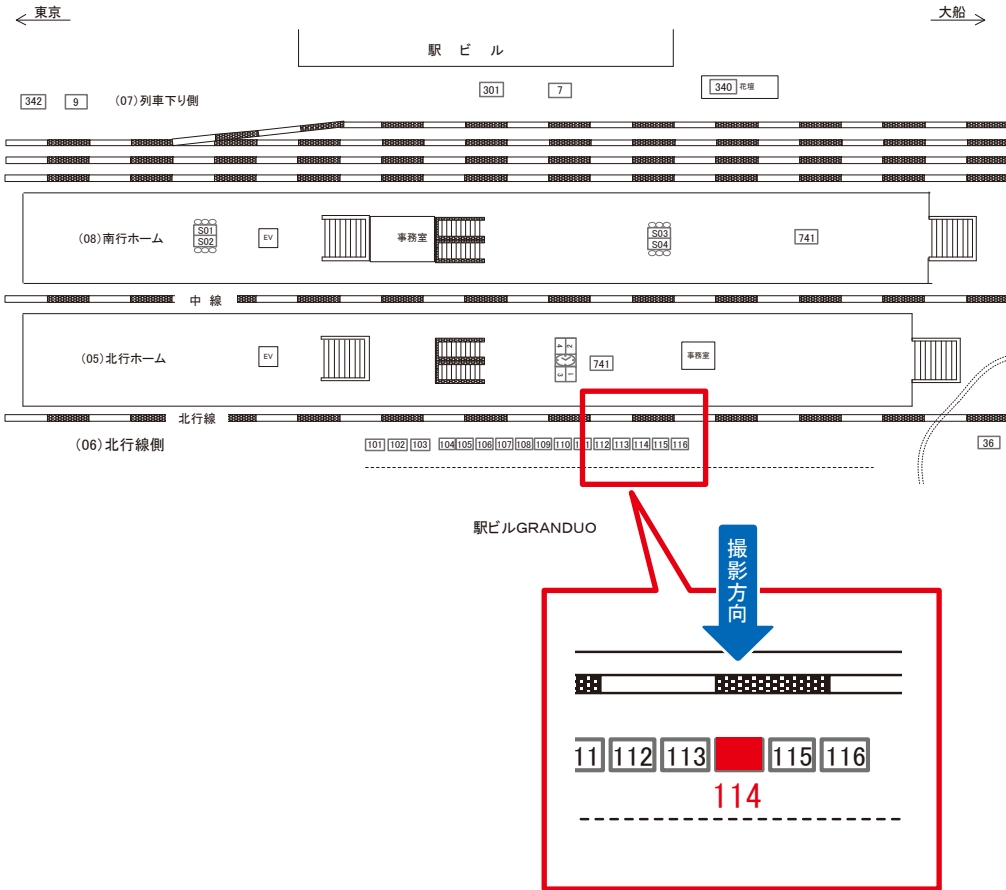 東京
大船
駅ビル
301
7
340 花壇
342
9
(07)列車下り側
(08)南行ホーム
S01
S02
EV
事務室
S03
S04
741
中線
(05)北行ホーム
EV
4 2
3 1
741
事務室
北行線
(06)北行線側
101 102 103 104 105 106 107 108 109 110 111 112 113 114 115 116
36
駅ビルGRANDUO
撮影方向
11 112 113 115 116
114